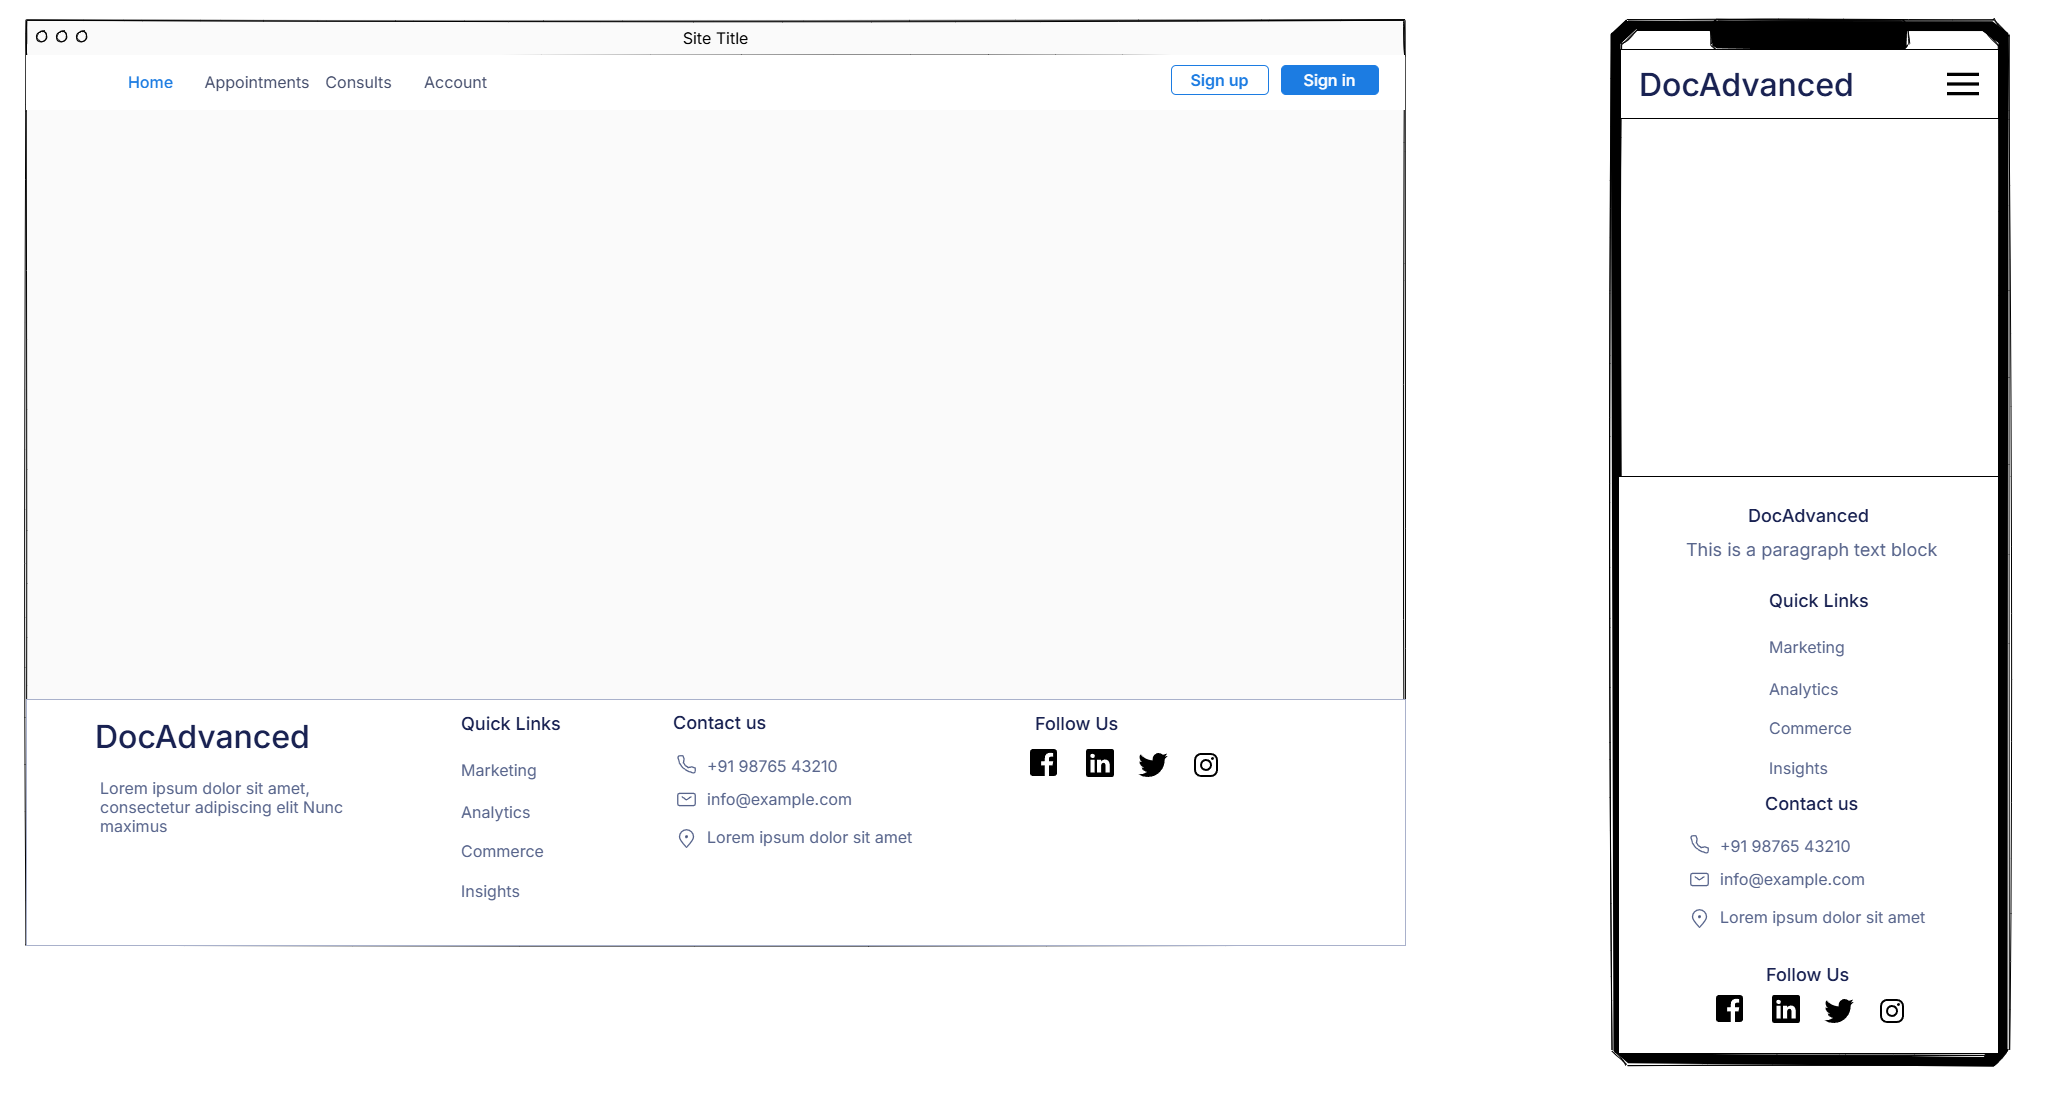 Site Title
Home Appointments Consults Account Sign up Sign in
DocAdvanced
Lorem ipsum dolor sit amet,
consectetur adipiscing elit Nunc
maximus
Quick Links
Marketing
Analytics
Commerce
Insights
Contact us
+91 98765 43210
info@example.com
Lorem ipsum dolor sit amet
Follow Us
DocAdvanced
DocAdvanced
This is a paragraph text block
Quick Links
Marketing
Analytics
Commerce
Insights
Contact us
+91 98765 43210
info@example.com
Lorem ipsum dolor sit amet
Follow Us